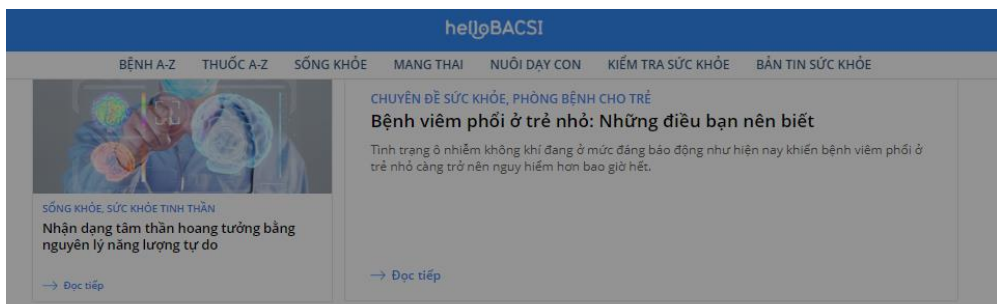 helloBACSI
BỆNH A-Z THUỐC A-Z SỐNG KHỎE MANG THAI NUÔI DẠY CON KIỂM TRA SỨC KHỎE BẢN TIN SỨC KHỎE
SỐNG KHỎE, SỨC KHỎE TINH THẦN
Nhận dạng tâm thần hoang tưởng bằng
nguyên lý năng lượng tự do
→ Đọc tiếp
CHUYÊN ĐỀ SỨC KHỎE, PHÒNG BỆNH CHO TRẺ
Bệnh viêm phổi ở trẻ nhỏ: Những điều bạn nên biết
Tình trạng ô nhiễm không khí đang ở mức đáng báo động như hiện nay khiến bệnh viêm phổi ở
trẻ nhỏ càng trở nên nguy hiểm hơn bao giờ hết.
→ Đọc tiếp